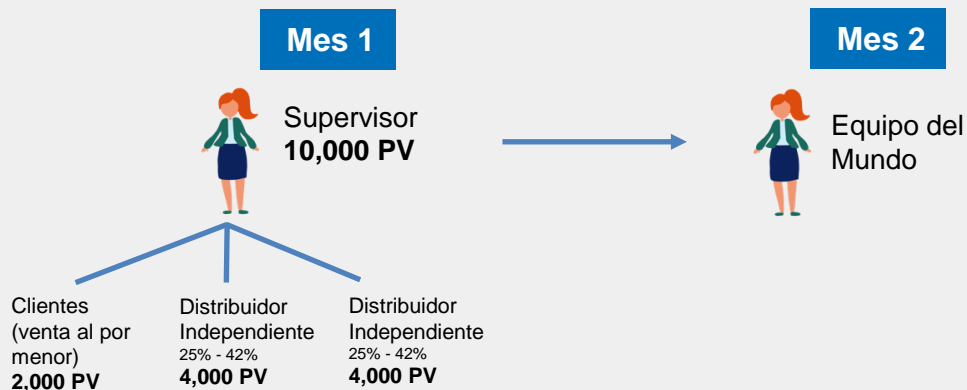 Mes 1
Mes 2
Supervisor
10,000 PV
Equipo del
Mundo
Clientes
(venta al por
menor)
2,000 PV
Distribuidor
Independiente
25% - 42%
4,000 PV
Distribuidor
Independiente
25% - 42%
4,000 PV